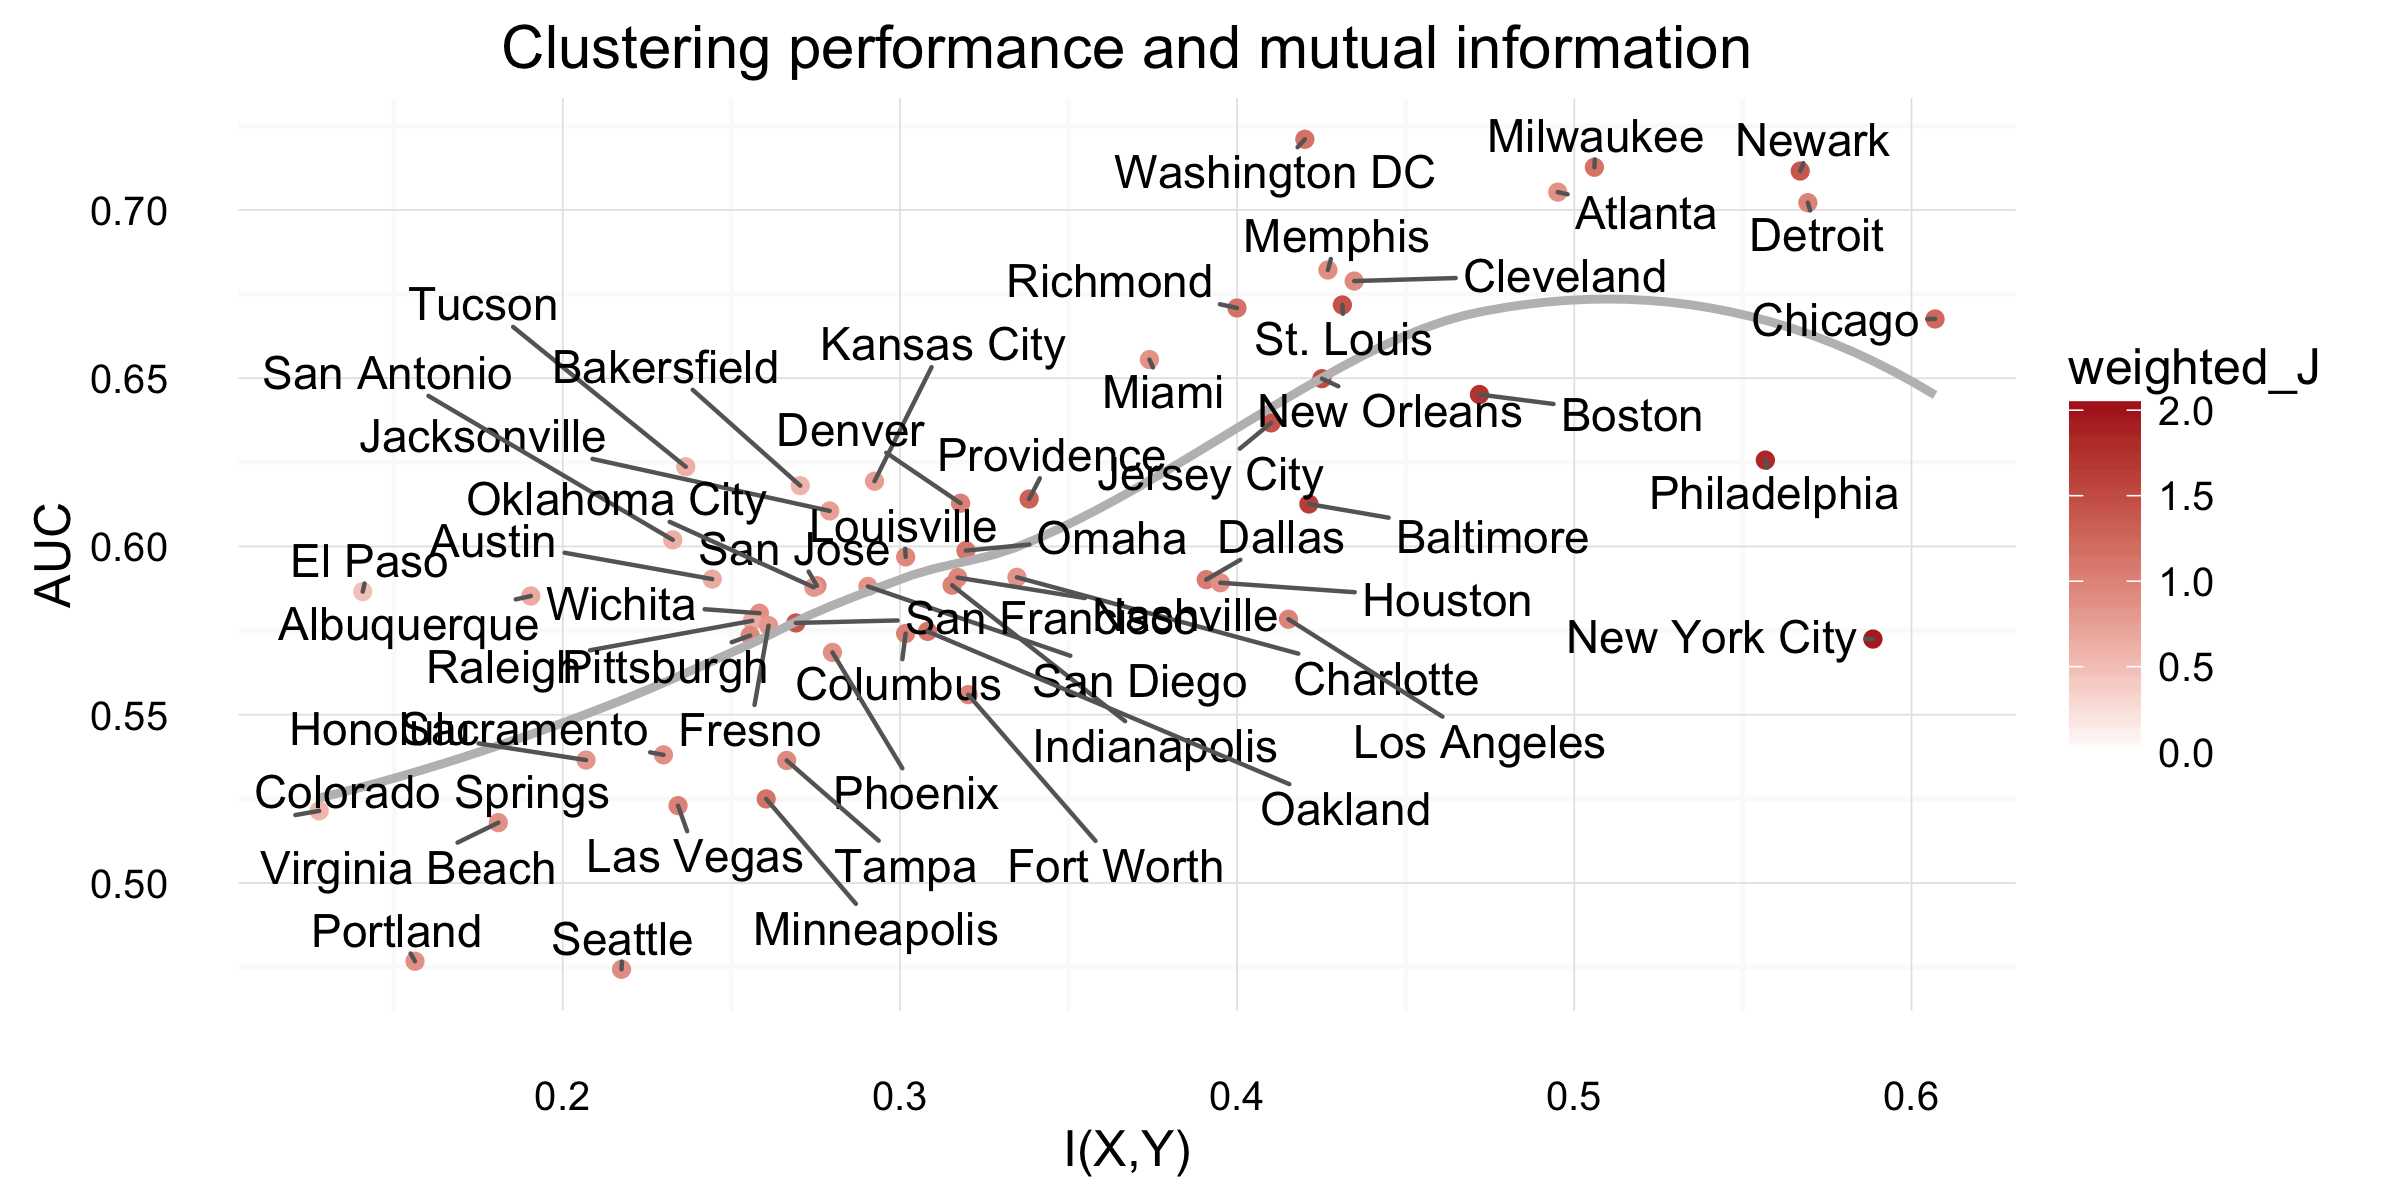 Clustering performance and mutual information
AUC
0.70
0.65
0.60
0.55
0.50
Washington DC
Milwaukee
Newark
Atlanta
Detroit
Memphis
Richmond
Cleveland
St. Louis
Chicago
Tucson
Kansas City
San Antonio
Bakersfield
Miami
New Orleans
Boston
Jacksonville
Denver
Providence
Jersey City
Philadelphia
Oklahoma City
Louisville
Omaha
Dallas
Baltimore
El Paso
Austin
San Jose
Albuquerque
Wichita
San Francisco
Nashville
Houston
New York City
Raleigh
Pittsburgh
Columbus
San Diego
Charlotte
Honolulu
Sacramento
Fresno
Indianapolis
Los Angeles
Colorado Springs
Phoenix
Oakland
Virginia Beach
Las Vegas
Tampa
Fort Worth
Portland
Seattle
Minneapolis
0.2
0.3
0.4
0.5
0.6
I(X,Y)
weighted_J
2.0
1.5
1.0
0.5
0.0